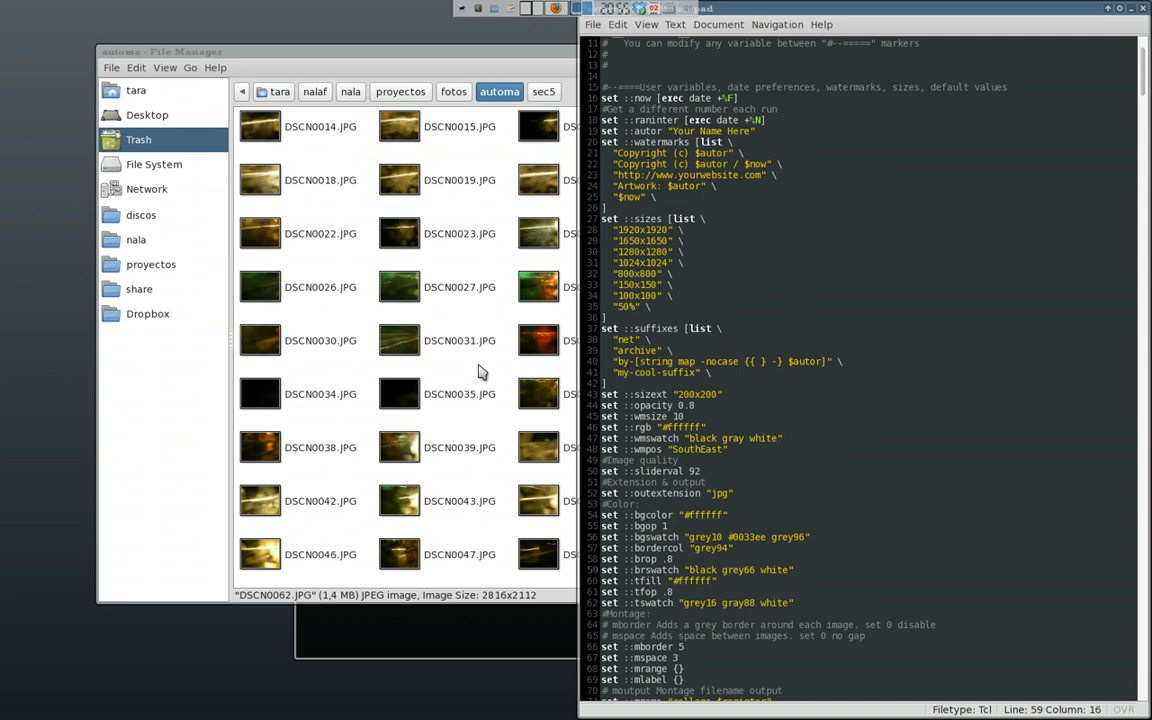 20:55
02
automa - File Manager
File Edit View Go Help
tara
Desktop
Trash
File System
Network
discos
nala
proyectos
share
Dropbox
tara nalaf nala proyectos fotos automa sec5
DSCN0014.JPG DSCN0015.JPG
DSCN0018.JPG DSCN0019.JPG DS
DSCN0022.JPG DSCN0023.JPG DS
DSCN0026.JPG DSCN0027.JPG DS
DSCN0030.JPG DSCN0031.JPG DS
DSCN0034.JPG DSCN0035.JPG DS
DSCN0038.JPG DSCN0039.JPG DS
DSCN0042.JPG DSCN0043.JPG DS
DSCN0046.JPG DSCN0047.JPG DS
"DSCN0062.JPG" (1,4 MB) JPEG image, Image Size: 2816x2112
File Edit View Text Document Navigation Help
11 # You can modify any variable between "#--=====" markers
12 #
13 #
14
15 #--====User variables, date preferences, watermarks, sizes, default values
16 set ::now [exec date +%F]
17 #Get a different number each run
18 set ::raninter [exec date +%N]
19 set ::autor "Your Name Here"
20 set ::watermarks [list \
21 "Copyright (c) $autor" \
22 "Copyright (c) $autor / $now" \
23 "http://www.yourwebsite.com" \
24 "Artwork: $autor" \
25 "$now" \
26 ]
27 set ::sizes [list \
28 "1920x1920" \
29 "1650x1650" \
30 "1280x1280" \
31 "1024x1024" \
32 "800x800" \
33 "150x150" \
34 "100x100" \
35 "50%" \
36 ]
37 set ::suffixes [list \
38 "net" \
39 "archive" \
40 "by-[string map -nocase {{ } -} $autor]" \
41 "my-cool-suffix" \
42 ]
43 set ::sizext "200x200"
44 set ::opacity 0.8
45 set ::wmsize 10
46 set ::rgb "#ffffff"
47 set ::wmswatch "black gray white"
48 set ::wmpos "SouthEast"
49 #Image quality
50 set ::sliderval 92
51 #Extension & output
52 set ::outextension "jpg"
53 #Color:
54 set ::bgcolor "#ffffff"
55 set ::bgop 1
56 set ::bgswatch "grey10 #0033ee grey96"
57 set ::bordercol "grey94"
58 set ::brop .8
59 set ::brswatch "black grey66 white"
60 set ::tfill "#ffffff"
61 set ::tfop .8
62 set ::tswatch "grey16 gray88 white"
63 #Montage:
64 # mborder Adds a grey border around each image. set 0 disable
65 # mspace Adds space between images. set 0 no gap
66 set ::mborder 5
67 set ::mspace 3
68 set ::mrange {}
69 set ::mlabel {}
70 # moutput Montage filename output
Filetype: Tcl Line: 59 Column: 16 OVR